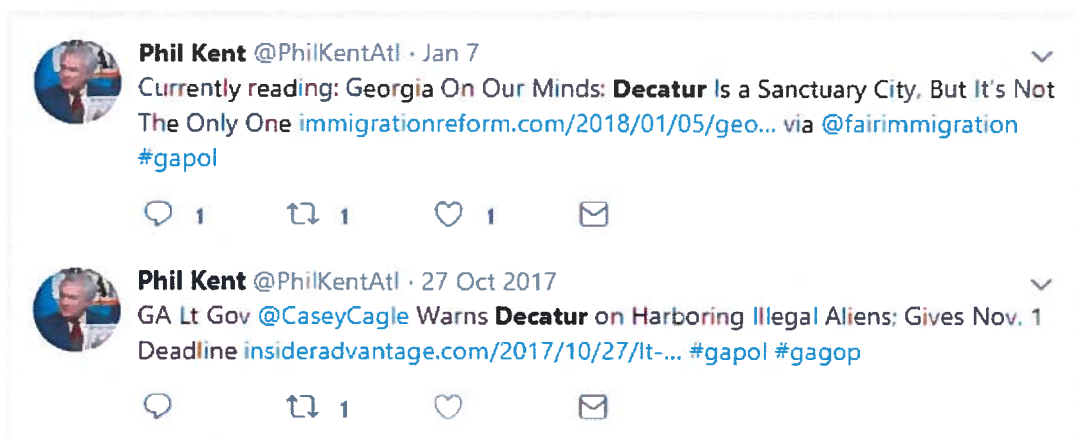 Phil Kent @PhilKentAtl · Jan 7
Currently reading: Georgia On Our Minds: Decatur Is a Sanctuary City, But It's Not
The Only One immigrationreform.com/2018/01/05/geo... via @fairimmigration
#gapol
1 1 1
Phil Kent @PhilKentAtl · 27 Oct 2017
GA Lt Gov @CaseyCagle Warns Decatur on Harboring Illegal Aliens; Gives Nov. 1
Deadline insideradvantage.com/2017/10/27/lt-... #gapol #gagop
1